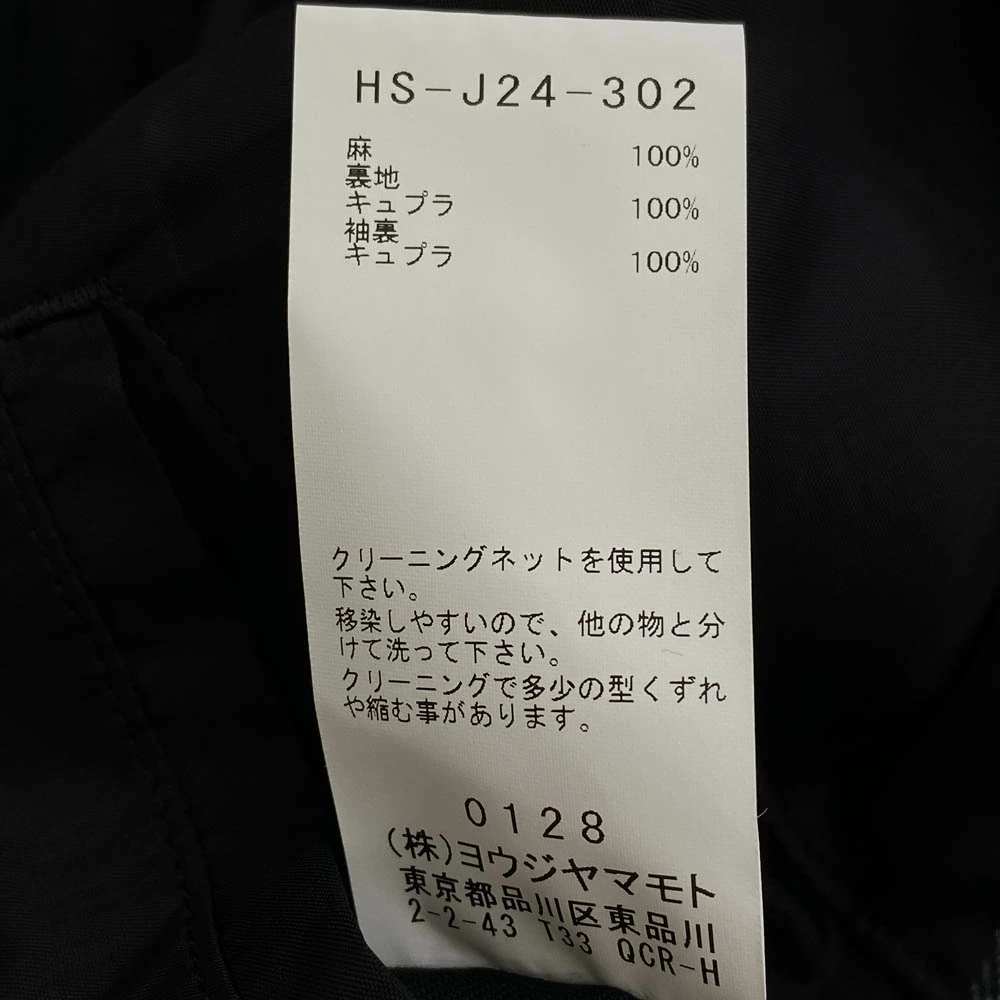 HS-J24-302
麻 100%
裏地
キュプラ 100%
袖裏
キュプラ 100%
クリーニングネットを使用して
下さい。
移染しやすいので、他の物と分
けて洗って下さい。
クリーニングで多少の型くずれ
や縮む事があります。
0128
(株)ヨウジヤマモト
東京都品川区東品川
2-2-43 T33 QCR-H